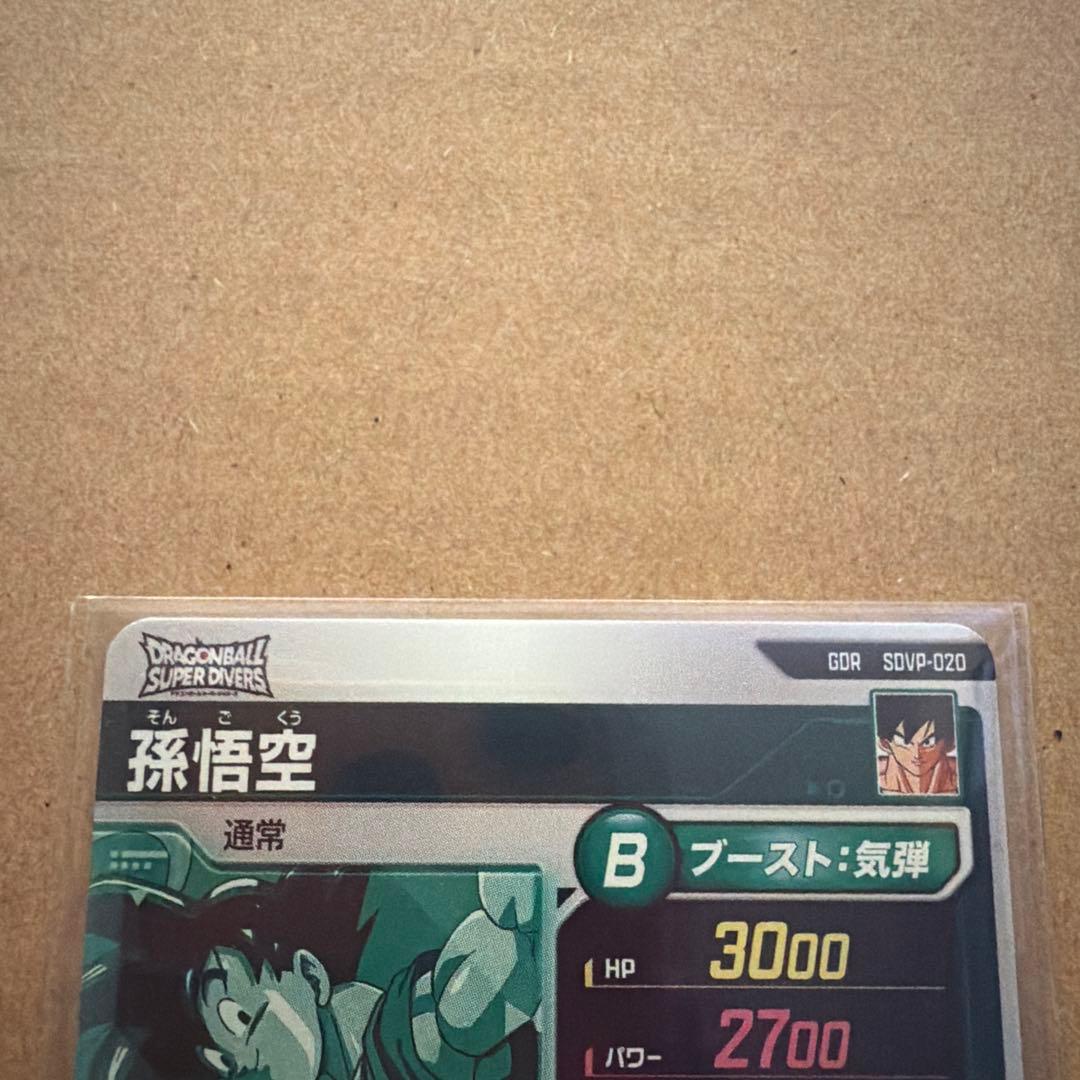 DRAGONBALL
SUPER DIVERS
GDR SDVP-020
そん ご くう
孫悟空
通常
B ブースト:気弾
HP 3000
パワー 2700